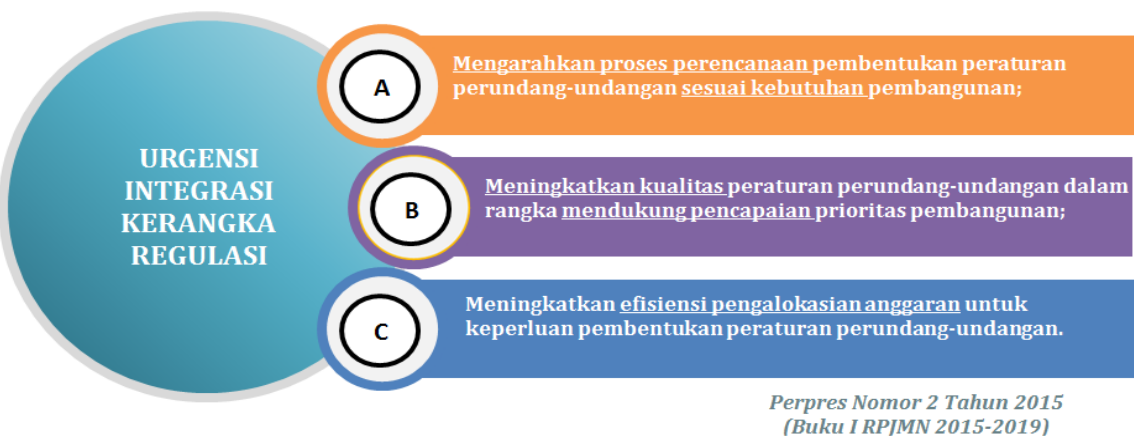 URGENSI
INTEGRASI
KERANGKA
REGULASI
A
Mengarahkan proses perencanaan pembentukan peraturan
perundang-undangan sesuai kebutuhan pembangunan;
B
Meningkatkan kualitas peraturan perundang-undangan dalam
rangka mendukung pencapaian prioritas pembangunan;
C
Meningkatkan efisiensi pengalokasian anggaran untuk
keperluan pembentukan peraturan perundang-undangan.
Perpres Nomor 2 Tahun 2015
(Buku I RPJMN 2015-2019)